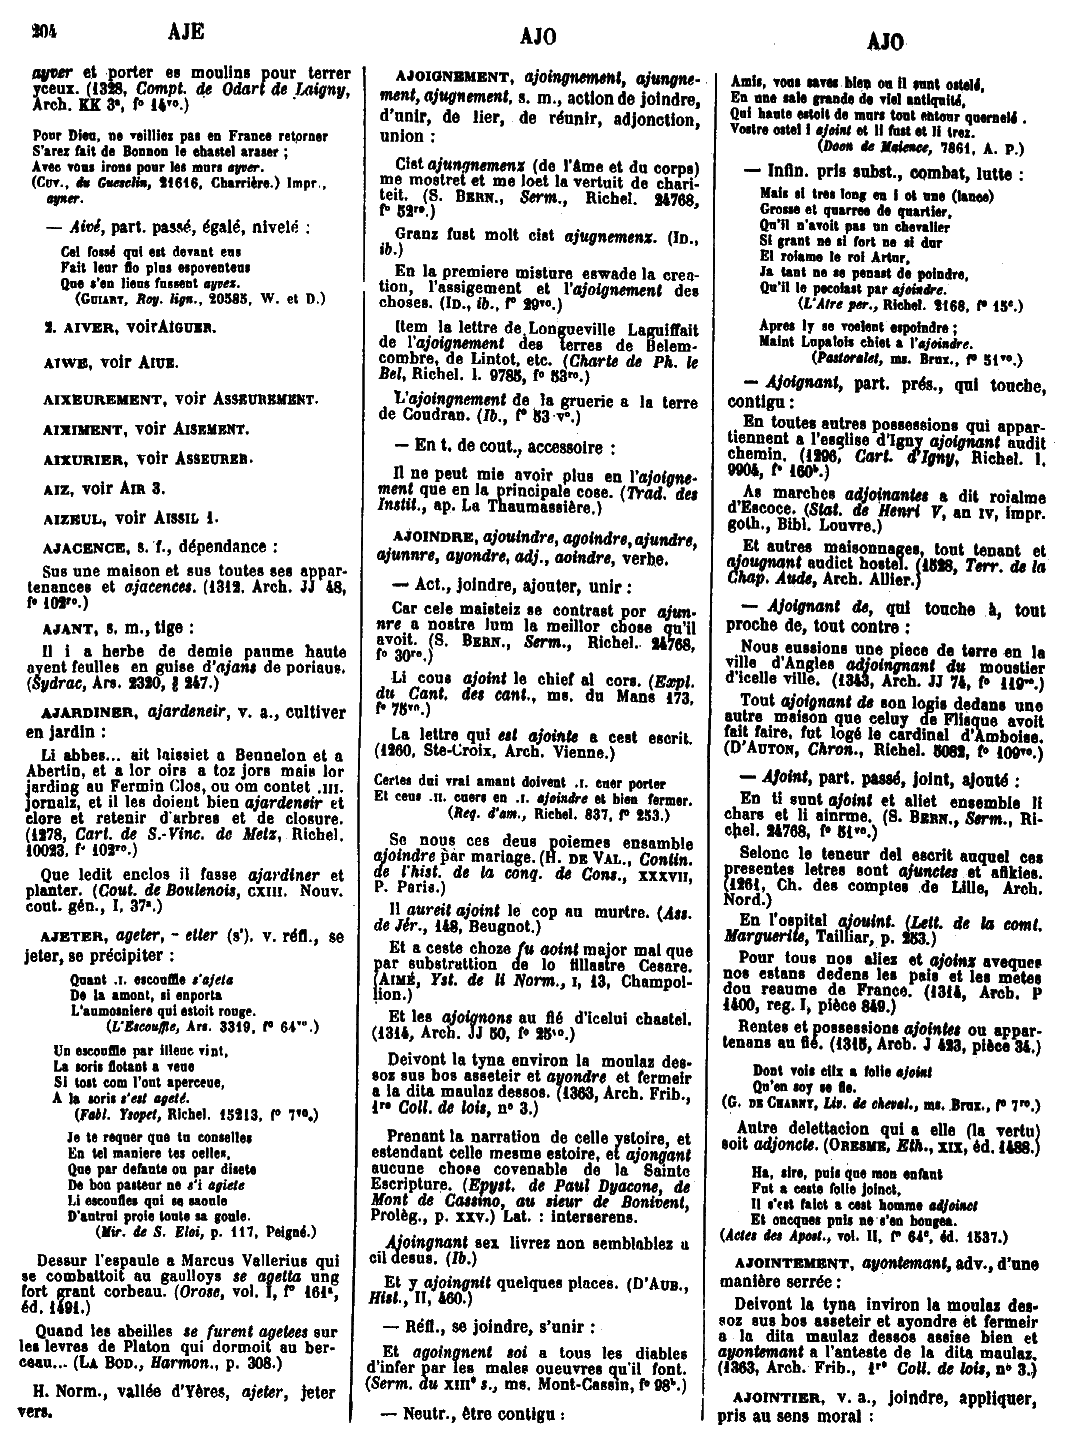 204
AJE
AJO
AJO
ayver et porter es moulins pour terrer
yceux. (1328, Compt. de Odart de Laigny,
Arch. KK 3ª, fº 14ʳᵒ.)
Pour Dieu, ne veilliez pas en France retorner
S'arez fait de Bonnon le chastel araser ;
Avec vous irons pour les murs ayver.
(Cuv., du Guesclin, 21616, Charrière.) Impr.,
ayner.
— Aivé, part. passé, égalé, nivelé :
Cel fossé qui est devant eus
Fait leur flo plus espoventeus
Que s'en lieus fussent ayvez.
(Guiart, Roy. lign., 20585, W. et D.)
2. AIVER, voir AIGUER.
AIWE, voir AIUE.
AIXEUREMENT, voir ASSEUREMENT.
AIXIMENT, voir AISEMENT.
AIXURIER, voir ASSEURER.
AIZ, voir AIR 3.
AIZEUL, voir AISSIL 1.
AJACENCE, s. f., dépendance :
Sus une maison et sus toutes ses appar-
tenances et ajacences. (1312. Arch. JJ 48,
fº 102ʳᵒ.)
AJANT, s. m., tige :
Il i a herbe de demie paume haute
ayent feulles en guise d'ajans de poriaus.
(Sydrac, Ars. 2320, § 247.)
AJARDINER, ajardeneir, v. a., cultiver
en jardin :
Li abbes... ait laissiet a Bennelon et a
Abertin, et a lor oirs a toz jors mais lor
jarding au Fermin Clos, ou om contet .III.
jornalz, et il les doient bien ajardeneir et
clore et retenir d'arbres et de closure.
(1278, Cart. de S.-Vinc. de Metz, Richel.
10023, fº 102ʳᵒ.)
Que ledit enclos il fasse ajardiner et
planter. (Cout. de Boulenois, CXIII. Nouv.
cout. gén., I, 37ª.)
AJETER, ageter, - etter (s'). v. réfl., se
jeter, se précipiter :
Quant .I. escouffle s'ajeta
De la amont, si enporta
L'aumosniere qui estoit rouge.
(L'Escouffle, Ars. 3319, fº 64ᵛᵒ.)
Un escouffle par illeuc vint,
La soris flotant a veue
Si tost com l'ont aperceue,
A la soris s'est ageté.
(Fabl. Ysopet, Richel. 15213, fº 7ᵛᵒ.)
Je te requer que tu conselles
En tel maniere tes oelles,
Que par defaute ou par disete
De bon pasteur ne s'i agiete
Li escoufles qui se saoule
D'autrui proie toute sa goule.
(Mir. de S. Eloi, p. 117, Peigné.)
Dessur l'espaule a Marcus Vallerius qui
se combattoit au gaulloys se agetta ung
fort grant corbeau. (Orose, vol. I, fº 161ª,
éd. 1491.)
Quand les abeilles se furent agetees sur
les levres de Platon qui dormoit au ber-
ceau... (La Bod., Harmon., p. 308.)
H. Norm., vallée d'Yères, ajeter, jeter
vers.
AJOIGNEMENT, ajoingnement, ajungne-
ment, ajugnement, s. m., action de joindre,
d'unir, de lier, de réunir, adjonction,
union :
Cist ajungnemenz (de l'âme et du corps)
me mostret et me loet la vertuit de chari-
teit. (S. Bern., Serm., Richel. 24768,
fº 52ʳᵒ.)
Granz fust molt cist ajugnemenz. (Id.,
ib.)
En la premiere misture eswade la crea-
tion, l'assigement et l'ajoignement des
choses. (Id., ib., fº 29ᵛᵒ.)
Item la lettre de Longueville Laguiffait
de l'ajoignement des terres de Belem-
combre, de Lintot, etc. (Charte de Ph. le
Bel, Richel. l. 9785, fº 53ʳᵒ.)
L'ajoingnement de la gruerie a la terre
de Coudran. (Ib., fº 53 vº.)
— En t. de cout., accessoire :
Il ne peut mie avoir plus en l'ajoigne-
ment que en la principale cose. (Trad. des
Instit., ap. La Thaumassière.)
AJOINDRE, ajouindre, agoindre, ajundre,
ajunnre, ayondre, adj., aoindre, verbe.
— Act., joindre, ajouter, unir :
Car cele maisteiz se contrast por ajun-
nre a nostre lum la meillor chose qu'il
avoit. (S. Bern., Serm., Richel. 24768,
fº 30ʳᵒ.)
Li cous ajoint le chief al cors. (Expl.
du Cant. des cant., ms. du Mans 173,
fº 75ᵛᵒ.)
La lettre qui est ajointe a cest escrit.
(1260, Ste-Croix, Arch. Vienne.)
Certes dui vrai amant doivent .I. cuer porter
Et ceus .II. cuers en .I. ajoindre et bien fermer.
(Req. d'am., Richel. 837, fº 253.)
Se nous ces deus poiemes ensamble
ajoindre par mariage. (H. de Val., Contin.
de l'hist. de la conq. de Cons., XXXVII,
P. Paris.)
Il aureit ajoint le cop au murtre. (Ass.
de Jér., 148, Beugnot.)
Et a ceste choze fu aoint major mal que
par substrattion de lo fillastre Cesare.
(Aimé, Yst. de li Norm., I, 13, Champol-
lion.)
Et les ajoignons au fié d'icelui chastel.
(1314, Arch. JJ 50, fº 25ᵛᵒ.)
Deivont la tyna environ la moulaz des-
soz sus bos asseteir et ayondre et fermeir
a la dita maulaz dessos. (1363, Arch. Frib.,
1ʳᵉ Coll. de lois, nº 3.)
Prenant la narration de celle ystoire, et
estendant celle mesme estoire, et ajongant
aucune chose covenable de la Sainte
Escripture. (Epyst. de Paul Dyacone, de
Mont de Cassino, au sieur de Bonivent,
Prolèg., p. XXV.) Lat. : interserens.
Ajoingnant sex livrez non semblablez a
cil desus. (Ib.)
Et y ajoingnit quelques places. (D'Aub.,
Hist., II, 460.)
— Réfl., se joindre, s'unir :
Et agoingnent soi a tous les diables
d'infer par les males oueuvres qu'il font.
(Serm. du XIIIᵉ s., ms. Mont-Cassin, fº 98ᵇ.)
— Neutr., être contigu :
Amis, vous savez bien ou il sunt ostelé,
En une sale grande de viel antiquité,
Qui haute estoit de murs tout entour quernelé .
Vostre ostel i ajoint et li fust et li trez.
(Doon de Maience, 7861, A. P.)
— Infin. pris subst., combat, lutte :
Mais si tres long en i ot une (lance)
Grosse et quarree de quartier,
Qu'il n'avoit pas un chevalier
Si grant ne si fort ne si dur
El roiame le roi Artur,
Ja tant ne se penast de poindre,
Qu'il le pecoiast par ajoindre.
(L'Atre per., Richel. 2168, fº 15ᶜ.)
Apres ly se voelent espoindre ;
Maint Lupalois chiet a l'ajoindre.
(Pastoralet, ms. Brux., fº 51ᵛᵒ.)
— Ajoignant, part. prés., qui touche,
contigu :
En toutes autres possessions qui appar-
tiennent a l'esglise d'Igny ajoignant audit
chemin. (1296, Cart. d'Igny, Richel. l.
9904, fº 160ᵇ.)
As marches adjoinantes a dit roialme
d'Escoce. (Stat. de Henri V, an IV, impr.
goth., Bibl. Louvre.)
Et autres maisonnages, tout tenant et
ajougnant audict hostel. (1528, Terr. de la
Chap. Aude, Arch. Allier.)
— Ajoignant de, qui touche à, tout
proche de, tout contre :
Nous eussions une piece de terre en la
ville d'Angles adjoingnant du moustier
d'icelle ville. (1343, Arch. JJ 74, fº 119ʳᵒ.)
Tout ajoignant de son logis dedans une
autre maison que celuy de Flisque avoit
fait faire, fut logé le cardinal d'Amboise.
(D'Auton, Chron., Richel. 5082, fº 109ᵛᵒ.)
— Ajoint, part. passé, joint, ajouté :
En ti sunt ajoint et aliet ensemble li
chars et li ainrme. (S. Bern., Serm., Ri-
chel. 24768, fº 51ᵛᵒ.)
Selonc le teneur del escrit auquel ces
presentes letres sont ajunctes et afikies.
(1261, Ch. des comptes de Lille, Arch.
Nord.)
En l'ospital ajouint. (Lett. de la comt.
Marguerite, Tailliar, p. 253.)
Pour tous nos aliez et ajoinz aveques
nos estans dedens les pais et les metes
dou reaume de France. (1314, Arch. P
1400, reg. I, pièce 849.)
Rentes et possessions ajointes ou appar-
tenans au fié. (1315, Arch. J 423, pièce 34.)
Dont vois cilx a folie ajoint
Qu'en soy se fie.
(G. de Charny, Liv. de cheval., ms. Brux., fº 7ʳᵒ.)
Autre delettacion qui a elle (la vertu)
soit adjoncte. (Oresme, Eth., XIX, éd. 1488.)
Ha, sire, puis que mon enfant
Fut a ceste folie joinct,
Il s'est faict a cest homme adjoinct
Et oncques puis ne s'en bougea.
(Actes des Apost., vol. II, fº 64ᶜ, éd. 1537.)
AJOINTEMENT, ayontemant, adv., d'une
manière serrée :
Deivont la tyna inviron la moulaz des-
soz sus bos asseteir et ayondre et fermeir
a la dita maulaz dessos assise bien et
ayontemant a l'anteste de la dita maulaz.
(1363, Arch. Frib., 1ʳᵉ Coll. de lois, nº 3.)
AJOINTIER, v. a., joindre, appliquer,
pris au sens moral :